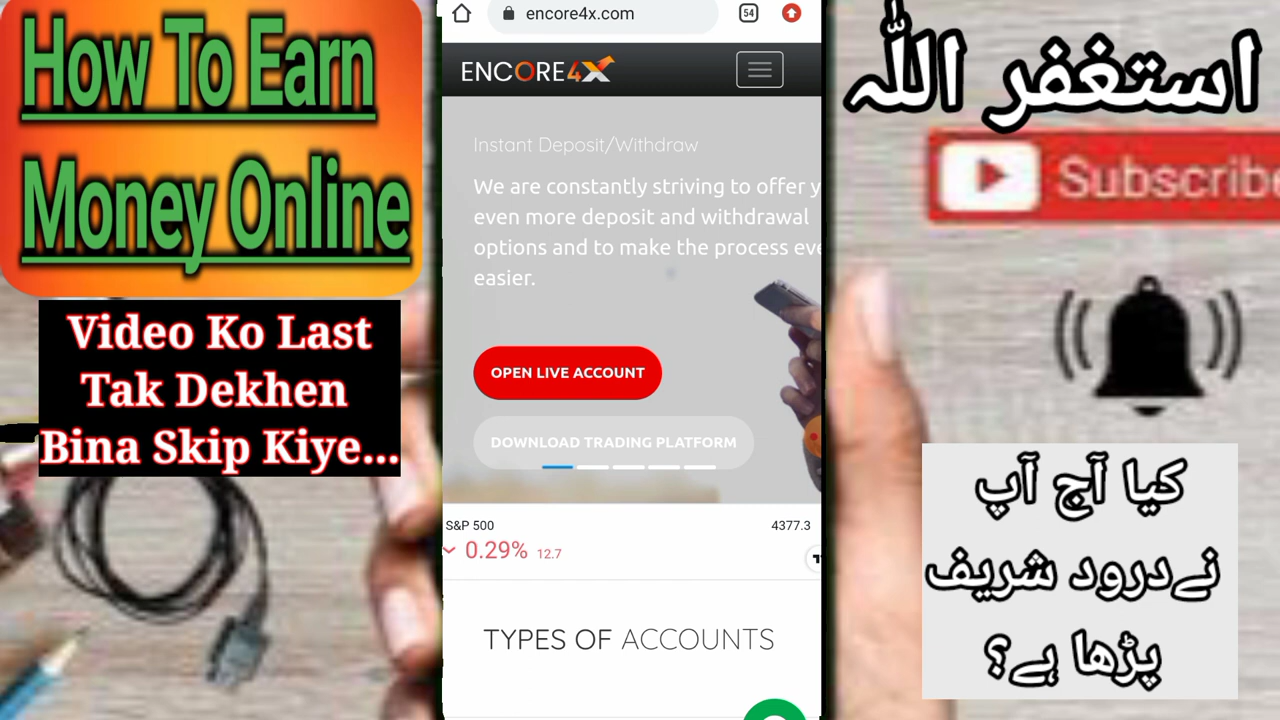 How To Earn
Money Online
Video Ko Last
Tak Dekhen
Bina Skip Kiye...
encore4x.com
54
ENCORE4X
Instant Deposit/Withdraw
We are constantly striving to offer y
even more deposit and withdrawal
options and to make the process eve
easier.
OPEN LIVE ACCOUNT
DOWNLOAD TRADING PLATFORM
S&P 500
4377.3
0.29% 12.7
TYPES OF ACCOUNTS
استغفر اللّٰہ
Subscribe
کیا آج آپ
نےدرود شریف
پڑھا ہے؟